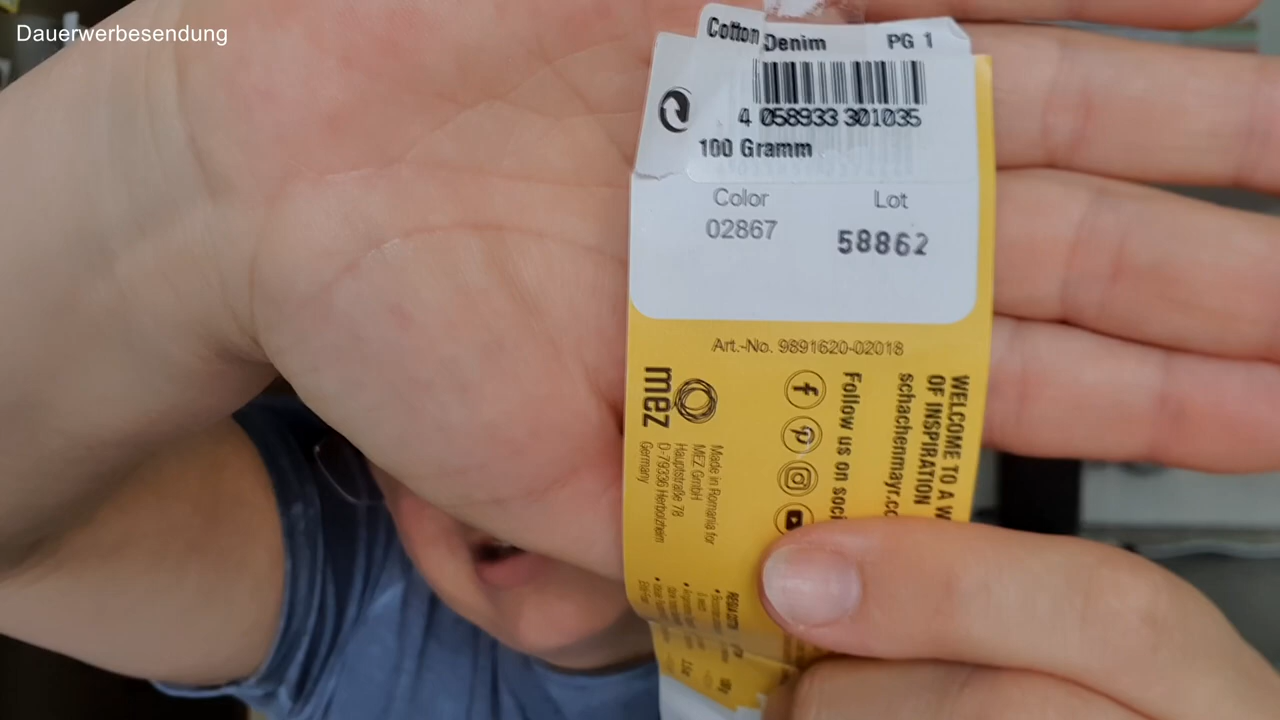 Dauerwerbesendung
Cotton Denim PG 1
4 058933 301035
100 Gramm
Color Lot
02867 58862
Art.-No. 9891620-02018
mez
Made in Romania for
MEZ GmbH
Hauptstraße 78
D-79336 Herbolzheim
Germany
Follow us on soci
WELCOME TO A W
OF INSPIRATION
schachenmayr.co